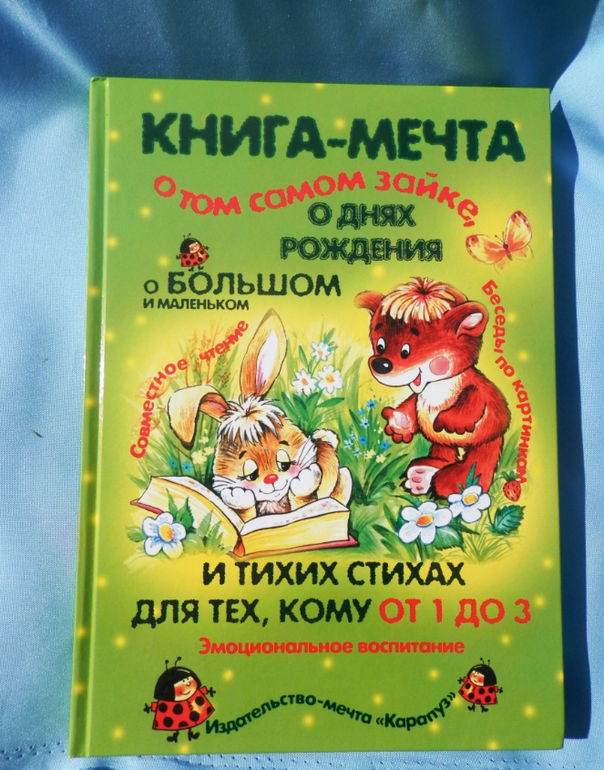 КНИГА-МЕЧТА
о том самом зайке,
О ДНЯХ
РОЖДЕНИЯ
О БОЛЬШОМ
И МАЛЕНЬКОМ
Совместное чтение
Беседы по картинкам
И ТИХИХ СТИХАХ
ДЛЯ ТЕХ, КОМУ ОТ 1 ДО 3
Эмоциональное воспитание
Издательство-мечта «Карапуз»